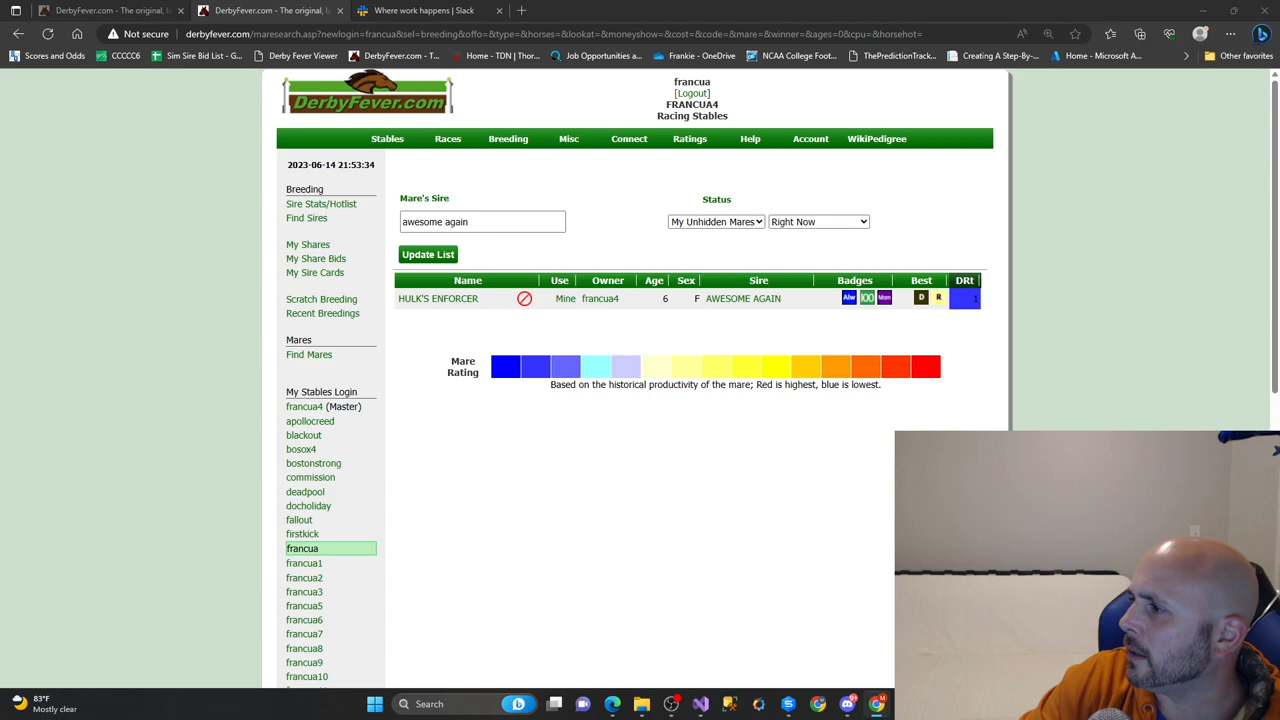 DerbyFever.com - The original, l
DerbyFever.com - The original, l
Where work happens | Slack
Not secure
derbyfever.com/maresearch.asp?newlogin=francua&sel=breeding&offo=&type=&horses=&lookat=&moneyshow=&cost=&code=&mare=&winner=&ages=0&cpu=&horsehot=
Scores and Odds
CCCCC6
Sim Sire Bid List - G...
Derby Fever Viewer
DerbyFever.com - T...
Home - TDN | Thor...
Job Opportunities - a...
Frankie - OneDrive
NCAA College Foot...
ThePredictionTrack...
Creating A Step-By-...
Home - Microsoft A...
Other favorites
DerbyFever.com
francua
[Logout]
FRANCUA4
Racing Stables
Stables Races Breeding Misc Connect Ratings Help Account WikiPedigree
2023-06-14 21:53:34
Breeding
Sire Stats/Hotlist
Find Sires
My Shares
My Share Bids
My Sire Cards
Scratch Breeding
Recent Breedings
Mares
Find Mares
My Stables Login
francua4 (Master)
apollocreed
blackout
bosox4
bostonstrong
commission
deadpool
docholiday
fallout
firstkick
francua
francua1
francua2
francua3
francua5
francua6
francua7
francua8
francua9
francua10
Mare's Sire
Status
awesome again
My Unhidden Mares
Right Now
Update List
Name Use Owner Age Sex Sire Badges Best DRt
HULK'S ENFORCER Mine francua4 6 F AWESOME AGAIN Alw 100 Mom D R 1
Mare
Rating
Based on the historical productivity of the mare; Red is highest, blue is lowest.
83°F
Mostly clear
Search